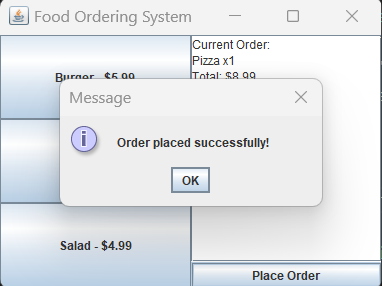 Food Ordering System
Burger - $5.99
Current Order:
Pizza x1
Total: $8.99
Message
Order placed successfully!
OK
Salad - $4.99
Place Order